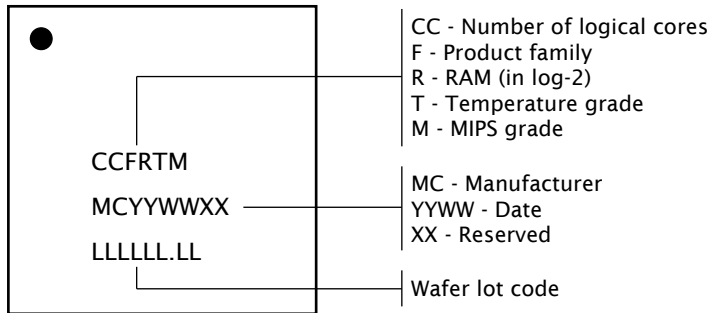 CCFRTM
MCYYWWXX
LLLLLL.LL
CC - Number of logical cores
F - Product family
R - RAM (in log-2)
T - Temperature grade
M - MIPS grade
MC - Manufacturer
YYWW - Date
XX - Reserved
Wafer lot code